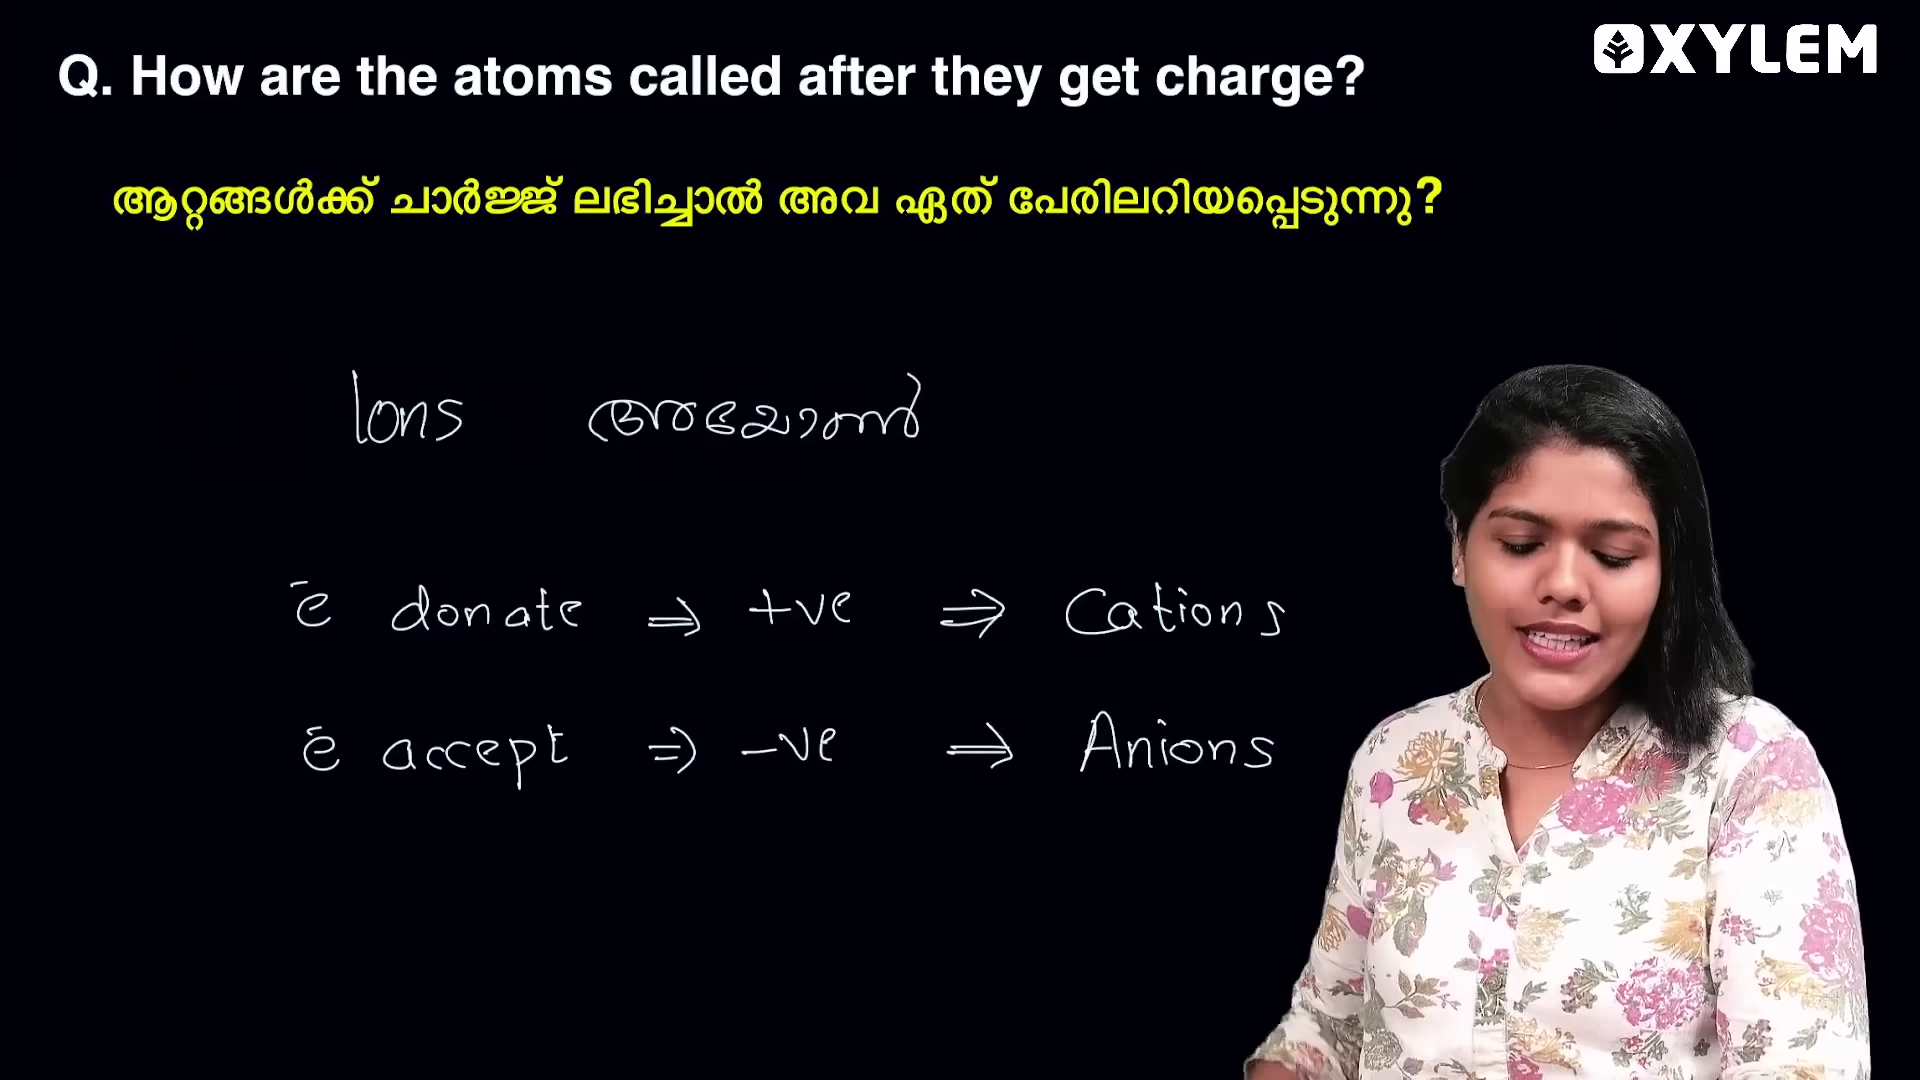 XYLEM
Q. How are the atoms called after they get charge?
ആറ്റങ്ങൾക്ക് ചാർജ്ജ് ലഭിച്ചാൽ അവ ഏത് പേരിലറിയപ്പെടുന്നു?
Ions അയോൺ
e̅ donate ⇒ +ve ⇒ Cations
e̅ accept ⇒ -ve ⇒ Anions